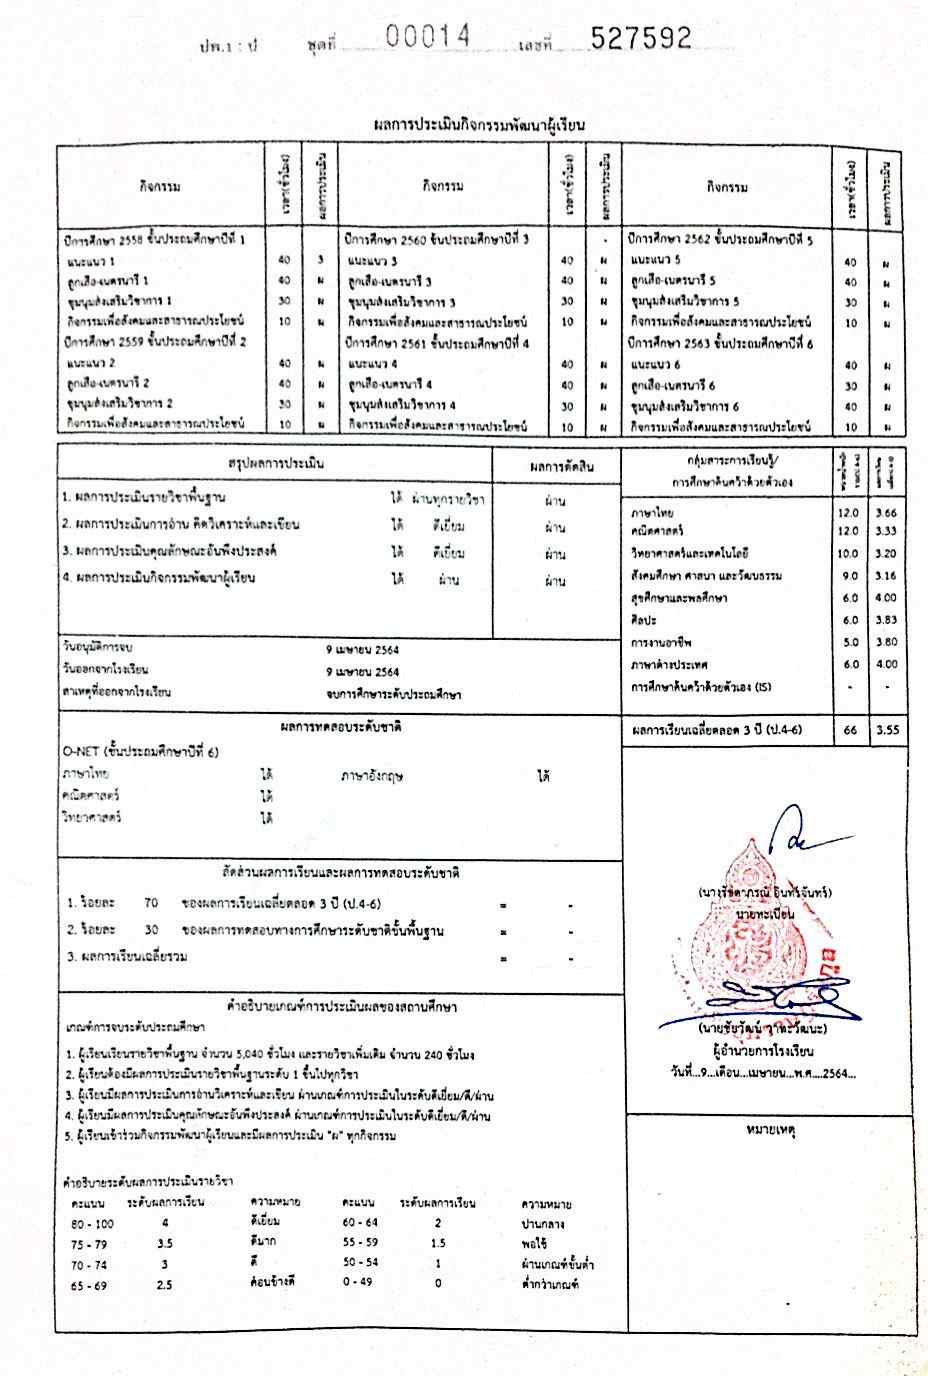 ปพ.1 : ป ชุดที่ 00014 เลขที่ 527592
ผลการประเมินกิจกรรมพัฒนาผู้เรียน
กิจกรรม เวลา(ชั่วโมง) ผลการประเมิน กิจกรรม เวลา(ชั่วโมง) ผลการประเมิน กิจกรรม เวลา(ชั่วโมง) ผลการประเมิน
ปีการศึกษา 2558 ชั้นประถมศึกษาปีที่ 1 ปีการศึกษา 2560 ชั้นประถมศึกษาปีที่ 3 ปีการศึกษา 2562 ชั้นประถมศึกษาปีที่ 5
แนะแนว 1 40 3 แนะแนว 3 40 ผ แนะแนว 5 40 ผ
ลูกเสือ-เนตรนารี 1 40 ผ ลูกเสือ-เนตรนารี 3 40 ผ ลูกเสือ-เนตรนารี 5 40 ผ
ชุมนุมส่งเสริมวิชาการ 1 30 ผ ชุมนุมส่งเสริมวิชาการ 3 30 ผ ชุมนุมส่งเสริมวิชาการ 5 30 ผ
กิจกรรมเพื่อสังคมและสาธารณประโยชน์ 10 ผ กิจกรรมเพื่อสังคมและสาธารณประโยชน์ 10 ผ กิจกรรมเพื่อสังคมและสาธารณประโยชน์ 10 ผ
ปีการศึกษา 2559 ชั้นประถมศึกษาปีที่ 2 ปีการศึกษา 2561 ชั้นประถมศึกษาปีที่ 4 ปีการศึกษา 2563 ชั้นประถมศึกษาปีที่ 6
แนะแนว 2 40 ผ แนะแนว 4 40 ผ แนะแนว 6 40 ผ
ลูกเสือ-เนตรนารี 2 40 ผ ลูกเสือ-เนตรนารี 4 40 ผ ลูกเสือ-เนตรนารี 6 30 ผ
ชุมนุมส่งเสริมวิชาการ 2 30 ผ ชุมนุมส่งเสริมวิชาการ 4 30 ผ ชุมนุมส่งเสริมวิชาการ 6 40 ผ
กิจกรรมเพื่อสังคมและสาธารณประโยชน์ 10 ผ กิจกรรมเพื่อสังคมและสาธารณประโยชน์ 10 ผ กิจกรรมเพื่อสังคมและสาธารณประโยชน์ 10 ผ
สรุปผลการประเมิน ผลการตัดสิน
1. ผลการประเมินรายวิชาพื้นฐาน ได้ ผ่านทุกรายวิชา ผ่าน
2. ผลการประเมินการอ่าน คิดวิเคราะห์และเขียน ได้ ดีเยี่ยม ผ่าน
3. ผลการประเมินคุณลักษณะอันพึงประสงค์ ได้ ดีเยี่ยม ผ่าน
4. ผลการประเมินกิจกรรมพัฒนาผู้เรียน ได้ ผ่าน ผ่าน
วันอนุมัติการจบ 9 เมษายน 2564
วันออกจากโรงเรียน 9 เมษายน 2564
สาเหตุที่ออกจากโรงเรียน จบการศึกษาระดับประถมศึกษา
กลุ่มสาระการเรียนรู้/
การศึกษาค้นคว้าด้วยตัวเอง
ภาษาไทย 12.0 3.66
คณิตศาสตร์ 12.0 3.33
วิทยาศาสตร์และเทคโนโลยี 10.0 3.20
สังคมศึกษา ศาสนา และวัฒนธรรม 9.0 3.16
สุขศึกษาและพลศึกษา 6.0 4.00
ศิลปะ 6.0 3.83
การงานอาชีพ 5.0 3.80
ภาษาต่างประเทศ 6.0 4.00
การศึกษาค้นคว้าด้วยตัวเอง (IS) - -
ผลการเรียนเฉลี่ยตลอด 3 ปี (ป.4-6) 66 3.55
ผลการทดสอบระดับชาติ
O-NET (ชั้นประถมศึกษาปีที่ 6)
ภาษาไทย ได้ ภาษาอังกฤษ ได้
คณิตศาสตร์ ได้
วิทยาศาสตร์ ได้
สัดส่วนผลการเรียนและผลการทดสอบระดับชาติ
1. ร้อยละ 70 ของผลการเรียนเฉลี่ยตลอด 3 ปี (ป.4-6) = -
2. ร้อยละ 30 ของผลการทดสอบทางการศึกษาระดับชาติขั้นพื้นฐาน = -
3. ผลการเรียนเฉลี่ยรวม = -
คำอธิบายเกณฑ์การประเมินผลของสถานศึกษา
เกณฑ์การจบระดับประถมศึกษา
1. ผู้เรียนเรียนรายวิชาพื้นฐาน จำนวน 5,040 ชั่วโมง และรายวิชาเพิ่มเติม จำนวน 240 ชั่วโมง
2. ผู้เรียนต้องมีผลการประเมินรายวิชาพื้นฐานระดับ 1 ขึ้นไปทุกวิชา
3. ผู้เรียนมีผลการประเมินการอ่านวิเคราะห์และเขียน ผ่านเกณฑ์การประเมินในระดับดีเยี่ยม/ดี/ผ่าน
4. ผู้เรียนมีผลการประเมินคุณลักษณะอันพึงประสงค์ ผ่านเกณฑ์การประเมินในระดับดีเยี่ยม/ดี/ผ่าน
5. ผู้เรียนเข้าร่วมกิจกรรมพัฒนาผู้เรียนและมีผลการประเมิน "ผ" ทุกกิจกรรม
คำอธิบายระดับผลการประเมินรายวิชา
คะแนน ระดับผลการเรียน ความหมาย คะแนน ระดับผลการเรียน ความหมาย
80 - 100 4 ดีเยี่ยม 60 - 64 2 ปานกลาง
75 - 79 3.5 ดีมาก 55 - 59 1.5 พอใช้
70 - 74 3 ดี 50 - 54 1 ผ่านเกณฑ์ขั้นต่ำ
65 - 69 2.5 ค่อนข้างดี 0 - 49 0 ต่ำกว่าเกณฑ์
(นางรัชดาภรณ์ อินทร์จันทร์)
นายทะเบียน
(นายชัยวัฒน์ วาทะวัฒนะ)
ผู้อำนวยการโรงเรียน
วันที่...9...เดือน...เมษายน...พ.ศ....2564...
หมายเหตุ